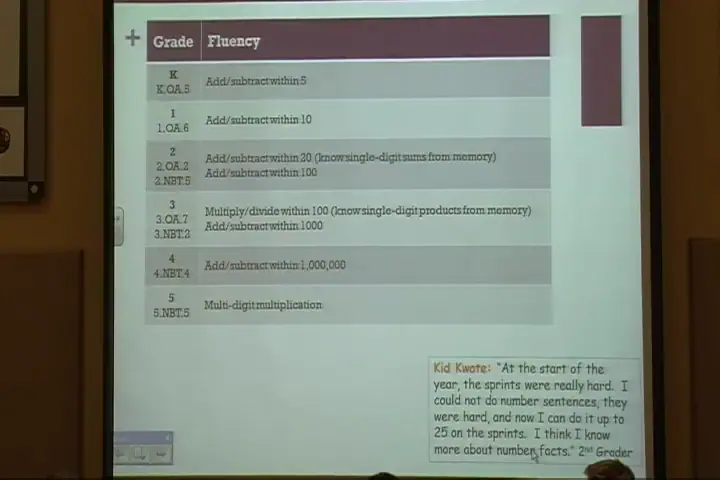 Grade Fluency
K
K.OA.5
Add/subtract within 5
1
1.OA.6
Add/subtract within 10
2
2.OA.2
2.NBT.5
Add/subtract within 20 (know single-digit sums from memory)
Add/subtract within 100
3
3.OA.7
3.NBT.2
Multiply/divide within 100 (know single-digit products from memory)
Add/subtract within 1000
4
4.NBT.4
Add/subtract within 1,000,000
5
5.NBT.5
Multi-digit multiplication
Kid Kwote: "At the start of the
year, the sprints were really hard. I
could not do number sentences, they
were hard, and now I can do it up to
25 on the sprints. I think I know
more about number facts." 2nd Grader